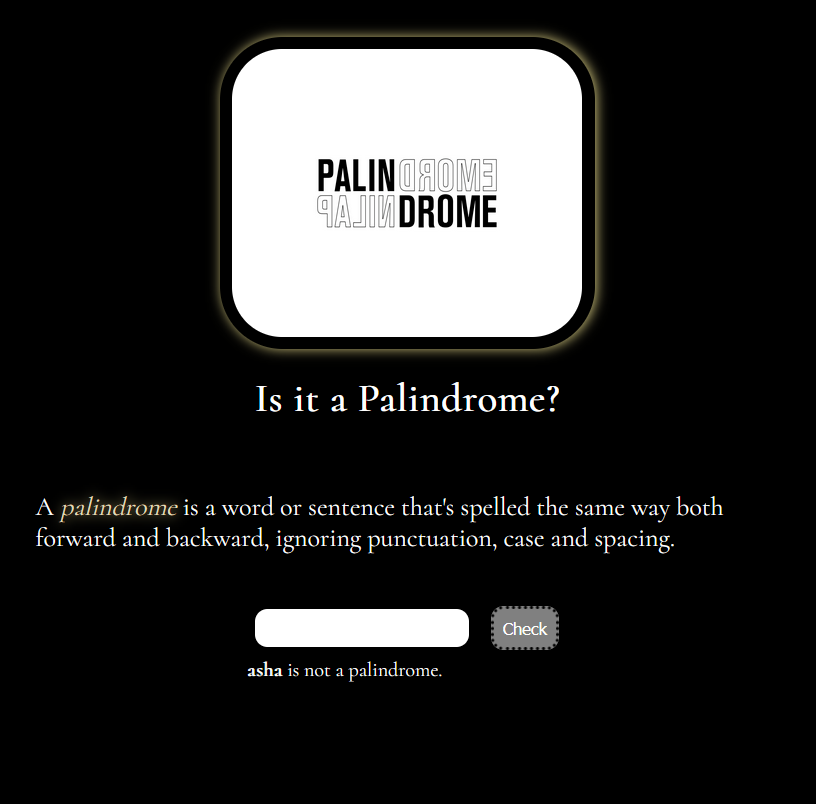 PALINDROME
PALINDROME
Is it a Palindrome?
A palindrome is a word or sentence that's spelled the same way both
forward and backward, ignoring punctuation, case and spacing.
Check
asha is not a palindrome.